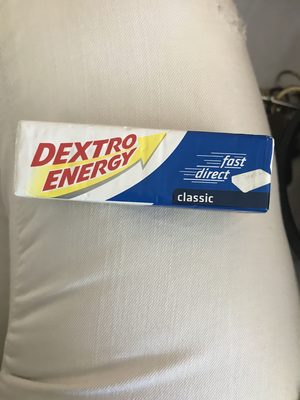 DEXTRO
ENERGY
fast
direct
classic